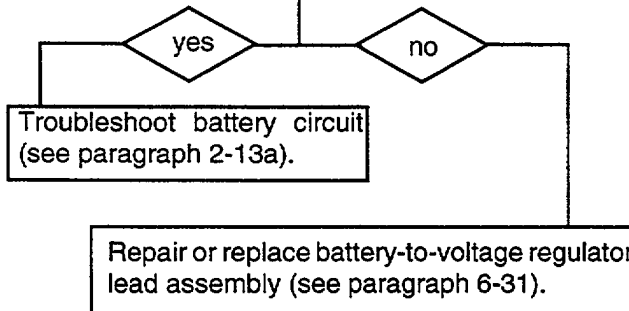 yes
no
Troubleshoot battery circuit
(see paragraph 2-13a).
Repair or replace battery-to-voltage regulator
lead assembly (see paragraph 6-31).